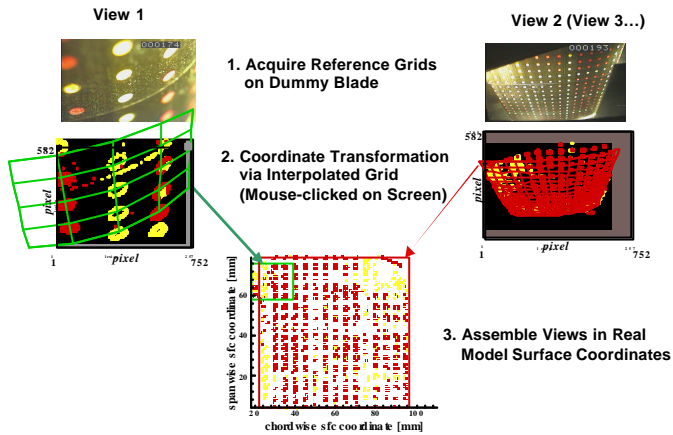 View 1
View 2 (View 3…)
000174
000193
1. Acquire Reference Grids
on Dummy Blade
582
pixel
1
pixel
752
2. Coordinate Transformation
via Interpolated Grid
(Mouse-clicked on Screen)
582
pixel
1
pixel
752
spanwise sfc coordinate [mm]
60
40
20
0
20
40
60
80
100
chordwise sfc coordinate [mm]
3. Assemble Views in Real
Model Surface Coordinates